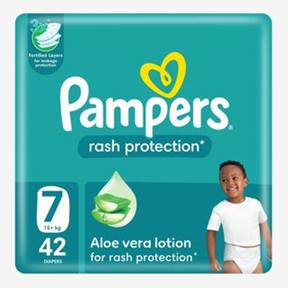 Fortified Layers
for leakage
protection
Pampers®
rash protection*
7
15+ kg
42
DIAPERS
Aloe vera lotion
for rash protection*